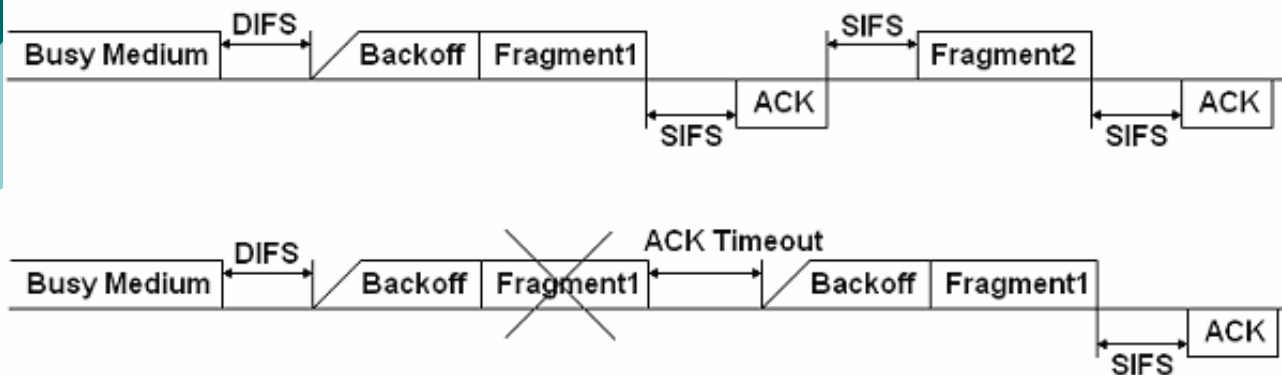 DIFS SIFS
Busy Medium Backoff Fragment1 Fragment2
ACK ACK
SIFS SIFS
DIFS ACK Timeout
Busy Medium Backoff Fragment1 Backoff Fragment1
ACK
SIFS